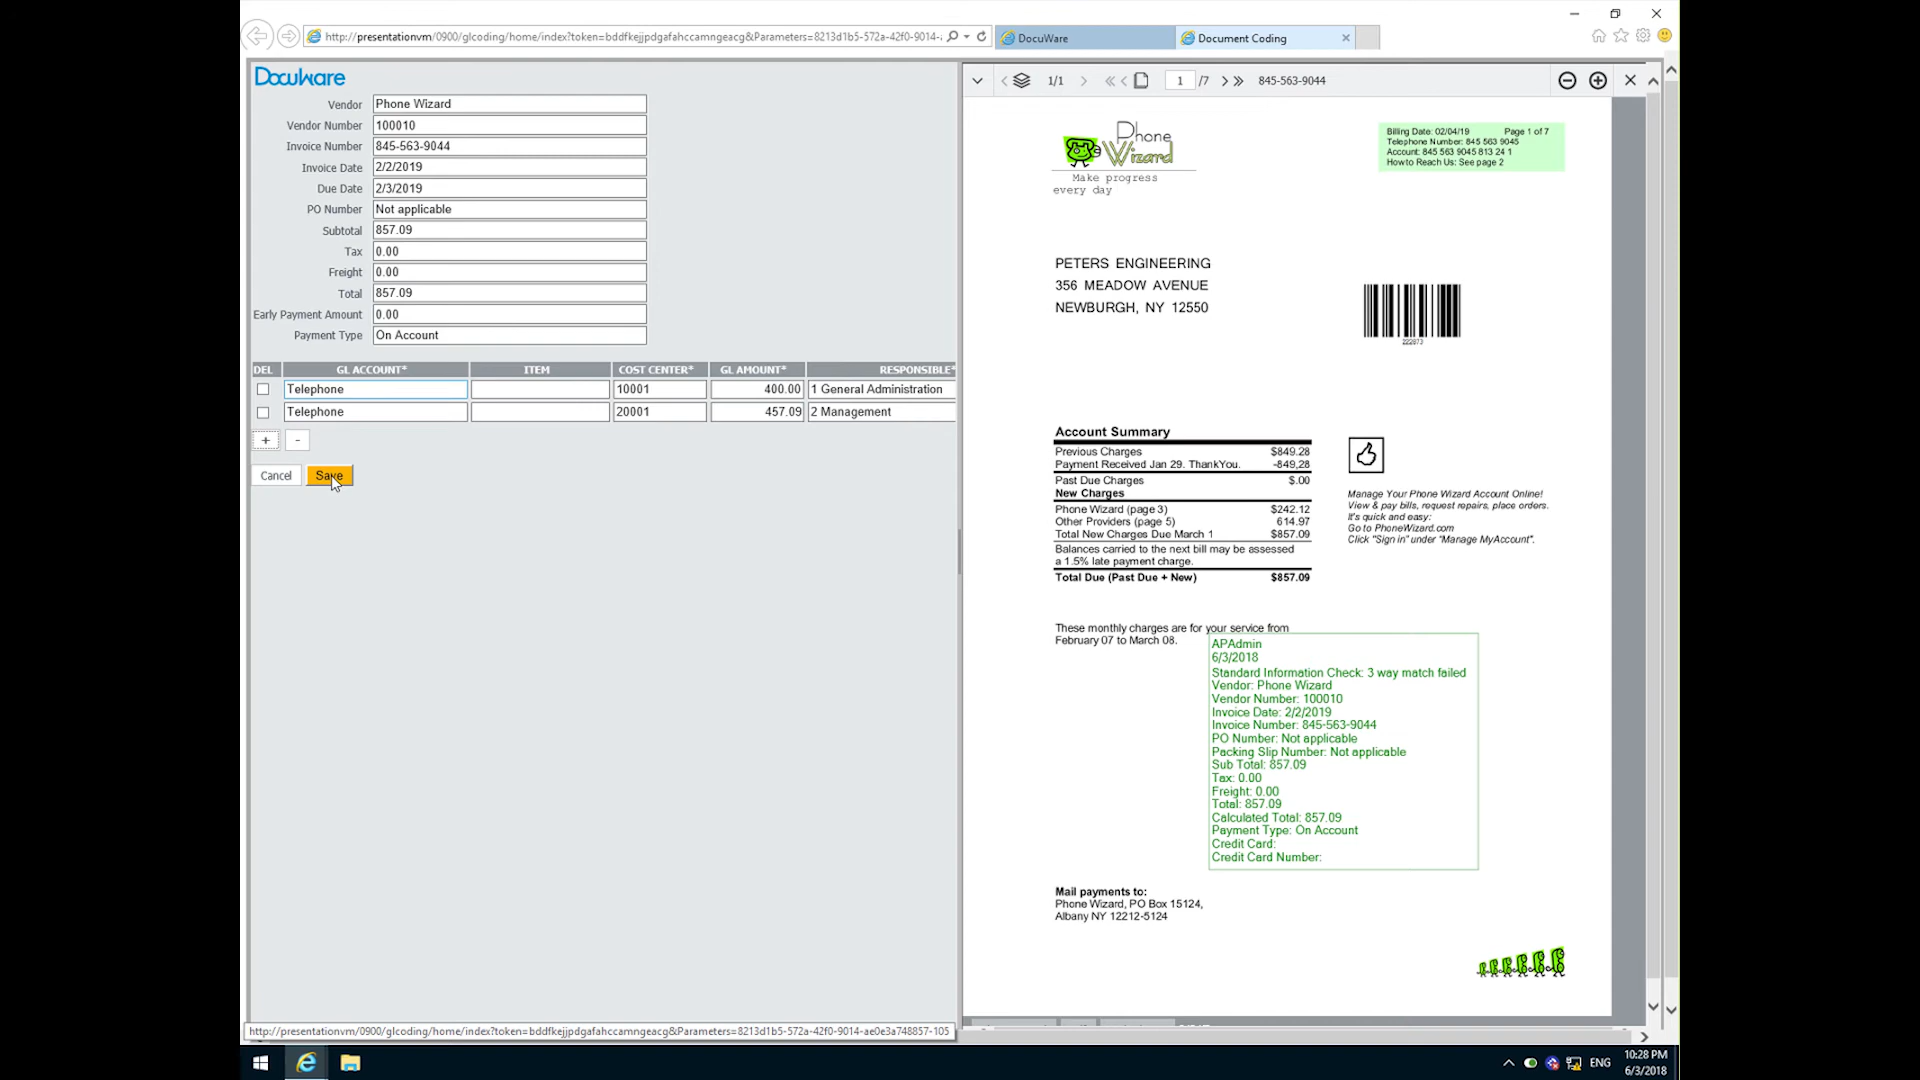 http://presentationvm/0900/glcoding/home/index?token=bddfkejjpdgafahccamngeacg&Parameters=8213d1b5-572a-42f0-9014-
DocuWare
Document Coding
DocuWare
Vendor Phone Wizard
Vendor Number 100010
Invoice Number 845-563-9044
Invoice Date 2/2/2019
Due Date 2/3/2019
PO Number Not applicable
Subtotal 857.09
Tax 0.00
Freight 0.00
Total 857.09
Early Payment Amount 0.00
Payment Type On Account
DEL GL ACCOUNT* ITEM COST CENTER* GL AMOUNT* RESPONSIBLE*
Telephone 10001 400.00 1 General Administration
Telephone 20001 457.09 2 Management
+ -
Cancel Save
http://presentationvm/0900/glcoding/home/index?token=bddfkejjpdgafahccamngeacg&Parameters=8213d1b5-572a-42f0-9014-ae0e3a748857-105
1/1 1 /7 845-563-9044
Phone
Wizard
Make progress
every day
Billing Date: 02/04/19 Page 1 of 7
Telephone Number: 845 563 9045
Account: 845 563 9045 813 24 1
How to Reach Us: See page 2
PETERS ENGINEERING
356 MEADOW AVENUE
NEWBURGH, NY 12550
222873
Account Summary
Previous Charges $849.28
Payment Received Jan 29. ThankYou. -849,28
Past Due Charges $.00
New Charges
Phone Wizard (page 3) $242.12
Other Providers (page 5) 614.97
Total New Charges Due March 1 $857.09
Balances carried to the next bill may be assessed
a 1.5% late payment charge.
Total Due (Past Due + New) $857.09
Manage Your Phone Wizard Account Online!
View & pay bills, request repairs, place orders.
It's quick and easy:
Go to PhoneWizard.com
Click "Sign in" under "Manage MyAccount".
These monthly charges are for your service from
February 07 to March 08.
APAdmin
6/3/2018
Standard Information Check: 3 way match failed
Vendor: Phone Wizard
Vendor Number: 100010
Invoice Date: 2/2/2019
Invoice Number: 845-563-9044
PO Number: Not applicable
Packing Slip Number: Not applicable
Sub Total: 857.09
Tax: 0.00
Freight: 0.00
Total: 857.09
Calculated Total: 857.09
Payment Type: On Account
Credit Card:
Credit Card Number:
Mail payments to:
Phone Wizard, PO Box 15124,
Albany NY 12212-5124
ENG
10:28 PM
6/3/2018